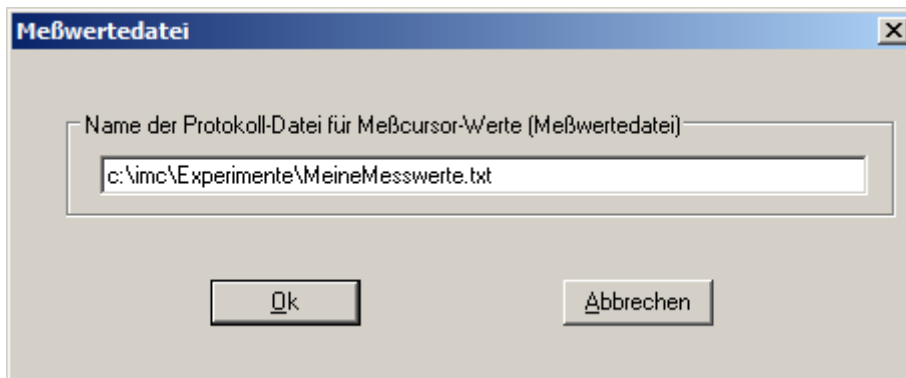 Meßwertedatei
Name der Protokoll-Datei für Meßcursor-Werte (Meßwertedatei)
c:\imc\Experimente\MeineMesswerte.txt
Ok Abbrechen